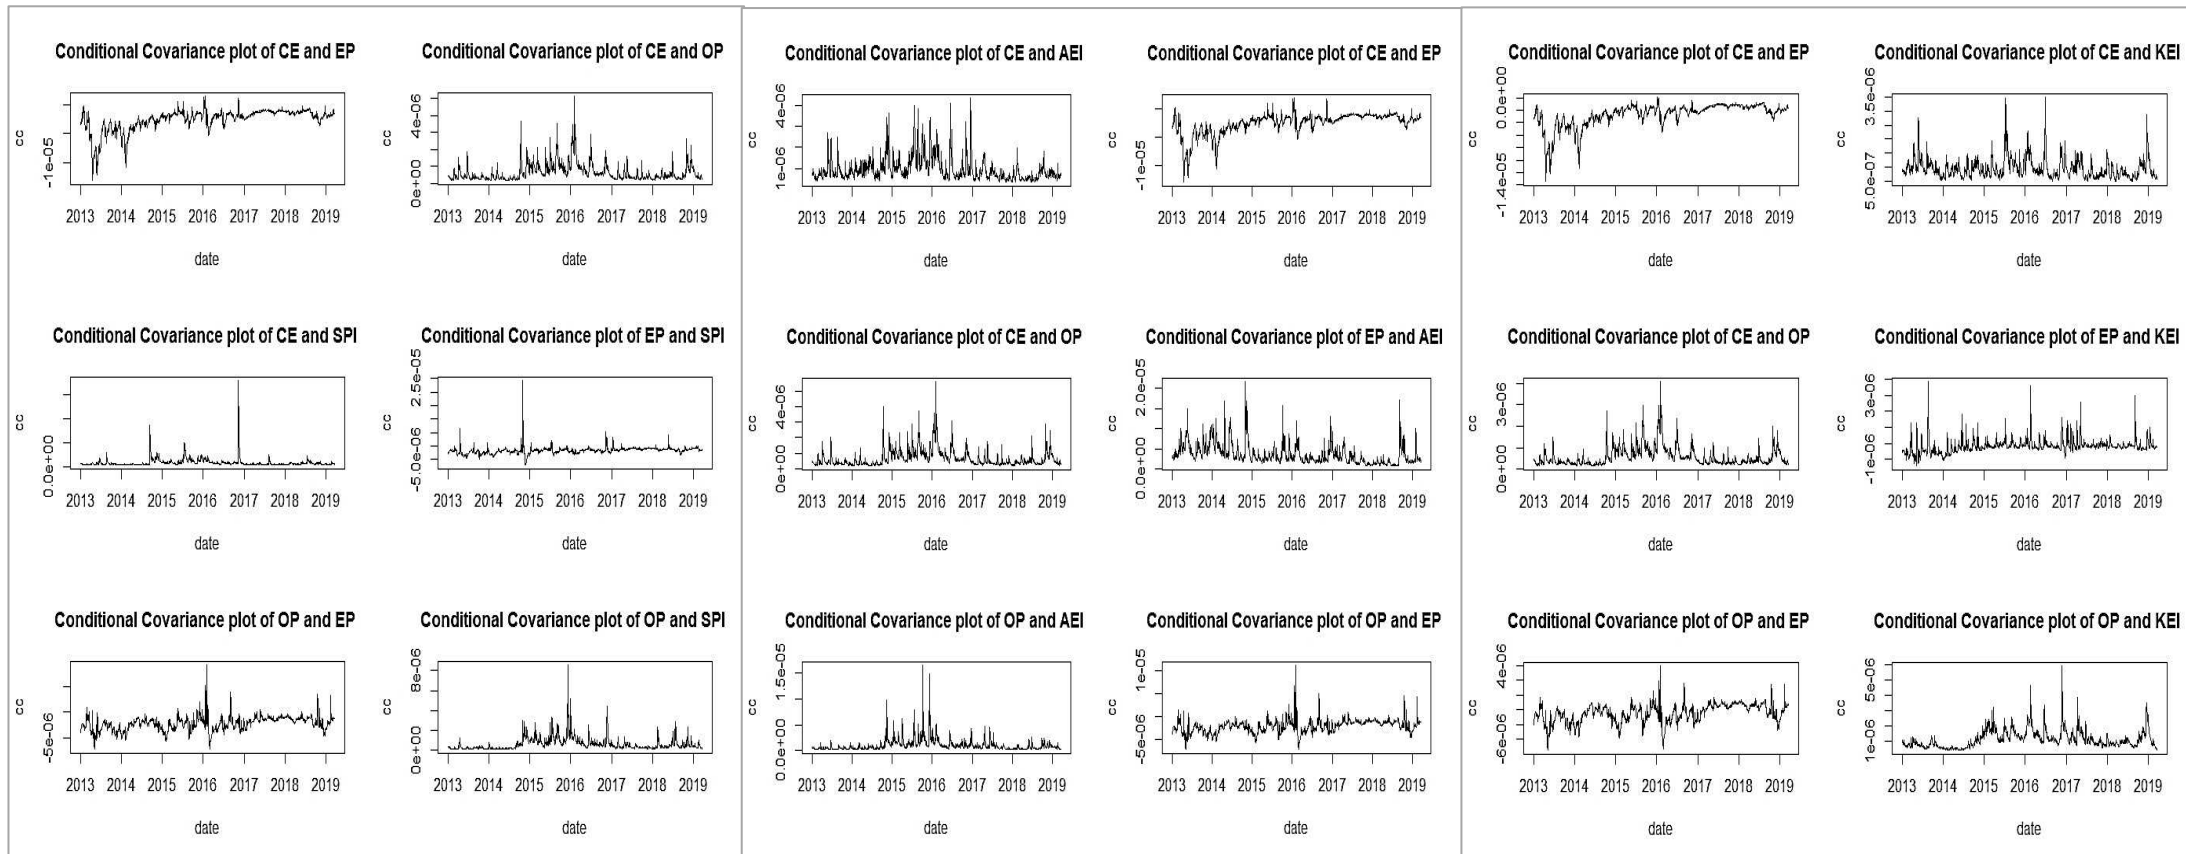 Conditional Covariance plot of CE and EP
cc
-1e-05
2013 2014 2015 2016 2017 2018 2019
date
Conditional Covariance plot of CE and OP
cc
0e+00 4e-06
2013 2014 2015 2016 2017 2018 2019
date
Conditional Covariance plot of CE and SPI
cc
0.0e+00
2013 2014 2015 2016 2017 2018 2019
date
Conditional Covariance plot of EP and SPI
cc
-5.0e-06 2.5e-05
2013 2014 2015 2016 2017 2018 2019
date
Conditional Covariance plot of OP and EP
cc
-5e-06
2013 2014 2015 2016 2017 2018 2019
date
Conditional Covariance plot of OP and SPI
cc
0e+00 8e-06
2013 2014 2015 2016 2017 2018 2019
date
Conditional Covariance plot of CE and AEI
cc
1e-06 4e-06
2013 2014 2015 2016 2017 2018 2019
date
Conditional Covariance plot of CE and EP
cc
-1e-05
2013 2014 2015 2016 2017 2018 2019
date
Conditional Covariance plot of CE and OP
cc
0e+00 4e-06
2013 2014 2015 2016 2017 2018 2019
date
Conditional Covariance plot of EP and AEI
cc
0.0e+00 2.0e-05
2013 2014 2015 2016 2017 2018 2019
date
Conditional Covariance plot of OP and AEI
cc
0.0e+00 1.5e-05
2013 2014 2015 2016 2017 2018 2019
date
Conditional Covariance plot of OP and EP
cc
-5e-06 1e-05
2013 2014 2015 2016 2017 2018 2019
date
Conditional Covariance plot of CE and EP
cc
-1.4e-05 0.0e+00
2013 2014 2015 2016 2017 2018 2019
date
Conditional Covariance plot of CE and KEI
cc
5.0e-07 3.5e-06
2013 2014 2015 2016 2017 2018 2019
date
Conditional Covariance plot of CE and OP
cc
0e+00 3e-06
2013 2014 2015 2016 2017 2018 2019
date
Conditional Covariance plot of EP and KEI
cc
-1e-06 3e-06
2013 2014 2015 2016 2017 2018 2019
date
Conditional Covariance plot of OP and EP
cc
-6e-06 4e-06
2013 2014 2015 2016 2017 2018 2019
date
Conditional Covariance plot of OP and KEI
cc
1e-06 5e-06
2013 2014 2015 2016 2017 2018 2019
date